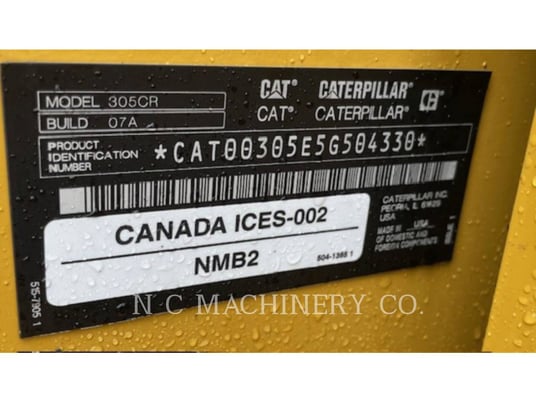 MODEL 305CR
BUILD 07A
CAT® CATERPILLAR®
CAT® CATERPILLAR®
PRODUCT IDENTIFICATION NUMBER
*CAT00305E5G504330*
CATERPILLAR INC.
PEORIA, IL 61629
USA
MADE IN USA
OF DOMESTIC AND
FOREIGN COMPONENTS
CANADA ICES-002
NMB2
504-1388 1
515-7905 1
N C MACHINERY CO.